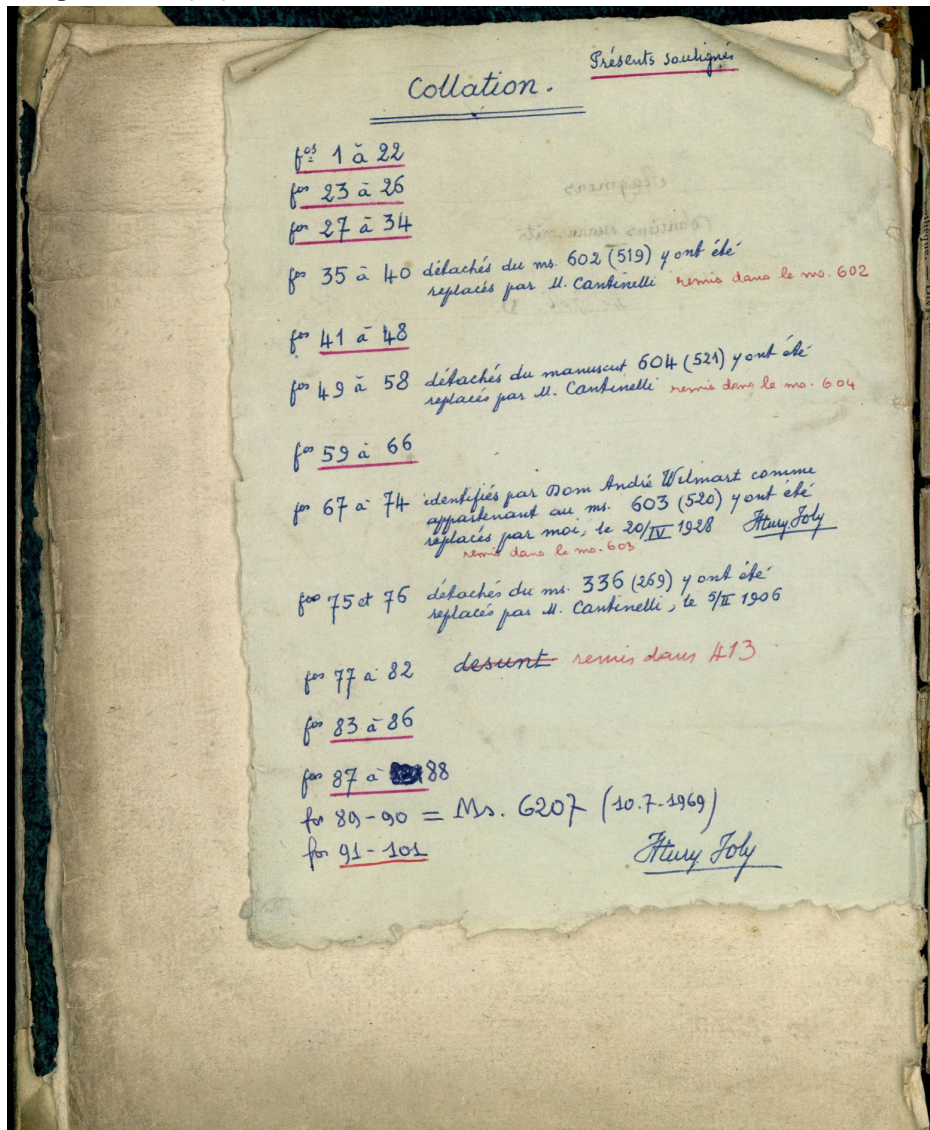 Présents soulignés
Collation.
fos 1 à 22
fos 23 à 26
fos 27 à 34
fos 35 à 40 détachés du ms. 602 (519) y ont été
replacés par M. Cantinelli remis dans le ms. 602
fos 41 à 48
fos 49 à 58 détachés du manuscrit 604 (521) y ont été
replacés par M. Cantinelli remis dans le ms. 604
fos 59 à 66
fos 67 à 74 identifiés par Dom André Wilmart comme
appartenant au ms. 603 (520) y ont été
replacés par moi, le 20/IV 1928 Henry Joly
remis dans le ms. 603
fos 75 et 76 détachés du ms. 336 (269) y ont été
replacés par M. Cantinelli, le 5/II 1906
fos 77 à 82 desunt remis dans 413
fos 83 à 86
fos 87 à 88
fos 89-90 = Ms. 6207 (10.7.1969)
fos 91-101
Henry Joly